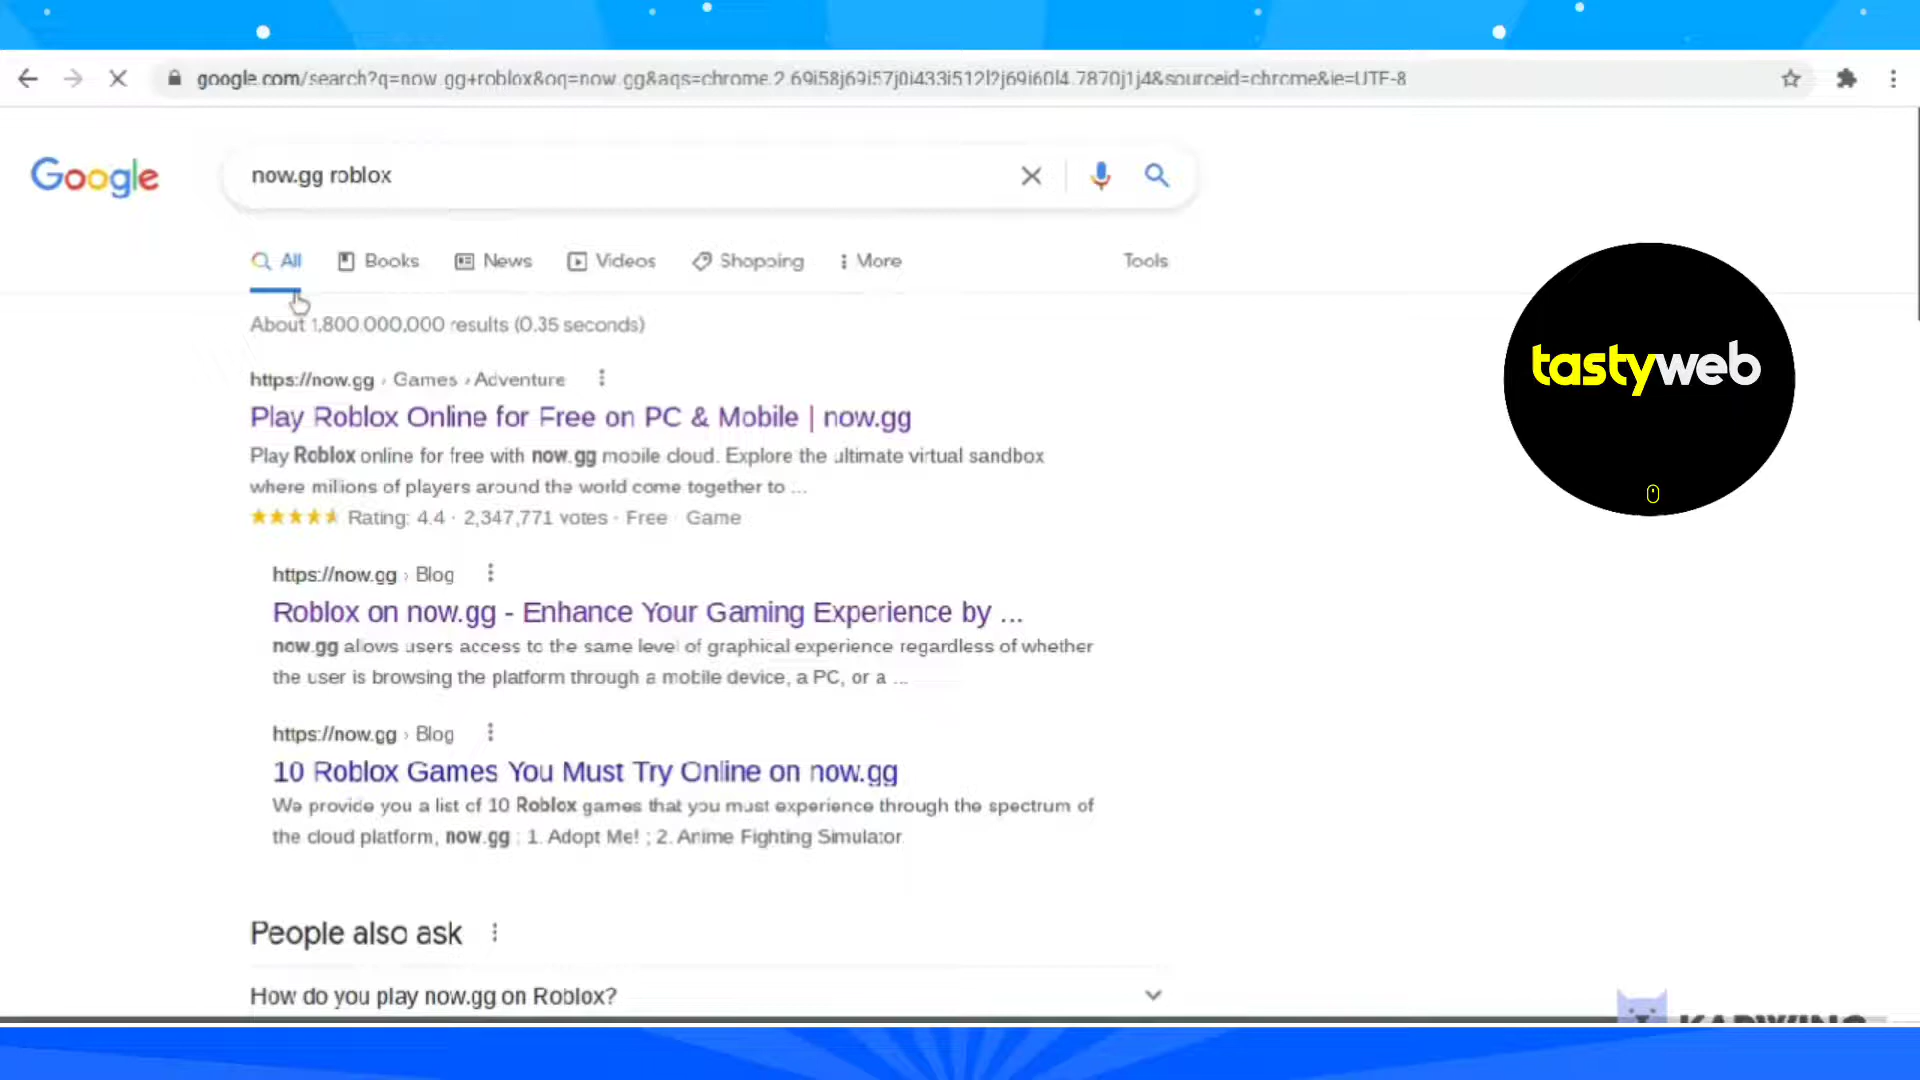 google.com/search?q=now.gg+roblox&oq=now.gg&aqs=chrome.2.69i58j69i57j0i433i512l2j69i60l4.7870j1j4&sourceid=chrome&ie=UTF-8
Google
now.gg roblox
All Books News Videos Shopping More Tools
About 1,800,000,000 results (0.35 seconds)
https://now.gg › Games › Adventure
Play Roblox Online for Free on PC & Mobile | now.gg
Play Roblox online for free with now.gg mobile cloud. Explore the ultimate virtual sandbox
where millions of players around the world come together to ...
Rating: 4.4 · 2,347,771 votes · Free · Game
tastyweb
https://now.gg › Blog
Roblox on now.gg - Enhance Your Gaming Experience by ...
now.gg allows users access to the same level of graphical experience regardless of whether
the user is browsing the platform through a mobile device, a PC, or a ...
https://now.gg › Blog
10 Roblox Games You Must Try Online on now.gg
We provide you a list of 10 Roblox games that you must experience through the spectrum of
the cloud platform, now.gg ; 1. Adopt Me! ; 2. Anime Fighting Simulator
People also ask
How do you play now.gg on Roblox?
KAPWING